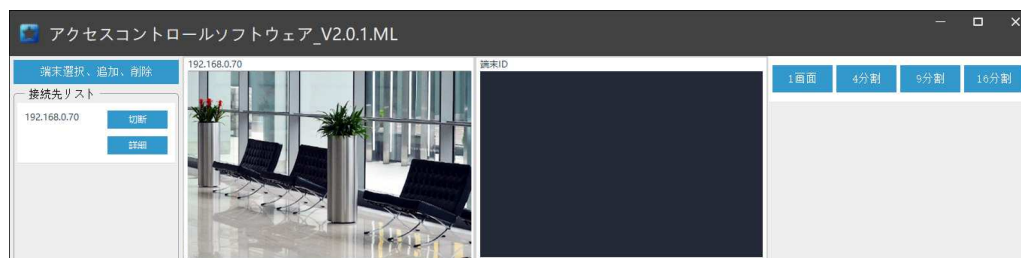 アクセスコントロールソフトウェア_V2.0.1.ML
端末選択、追加、削除
接続先リスト
192.168.0.70
切断
詳細
192.168.0.70
端末ID
1画面
4分割
9分割
16分割